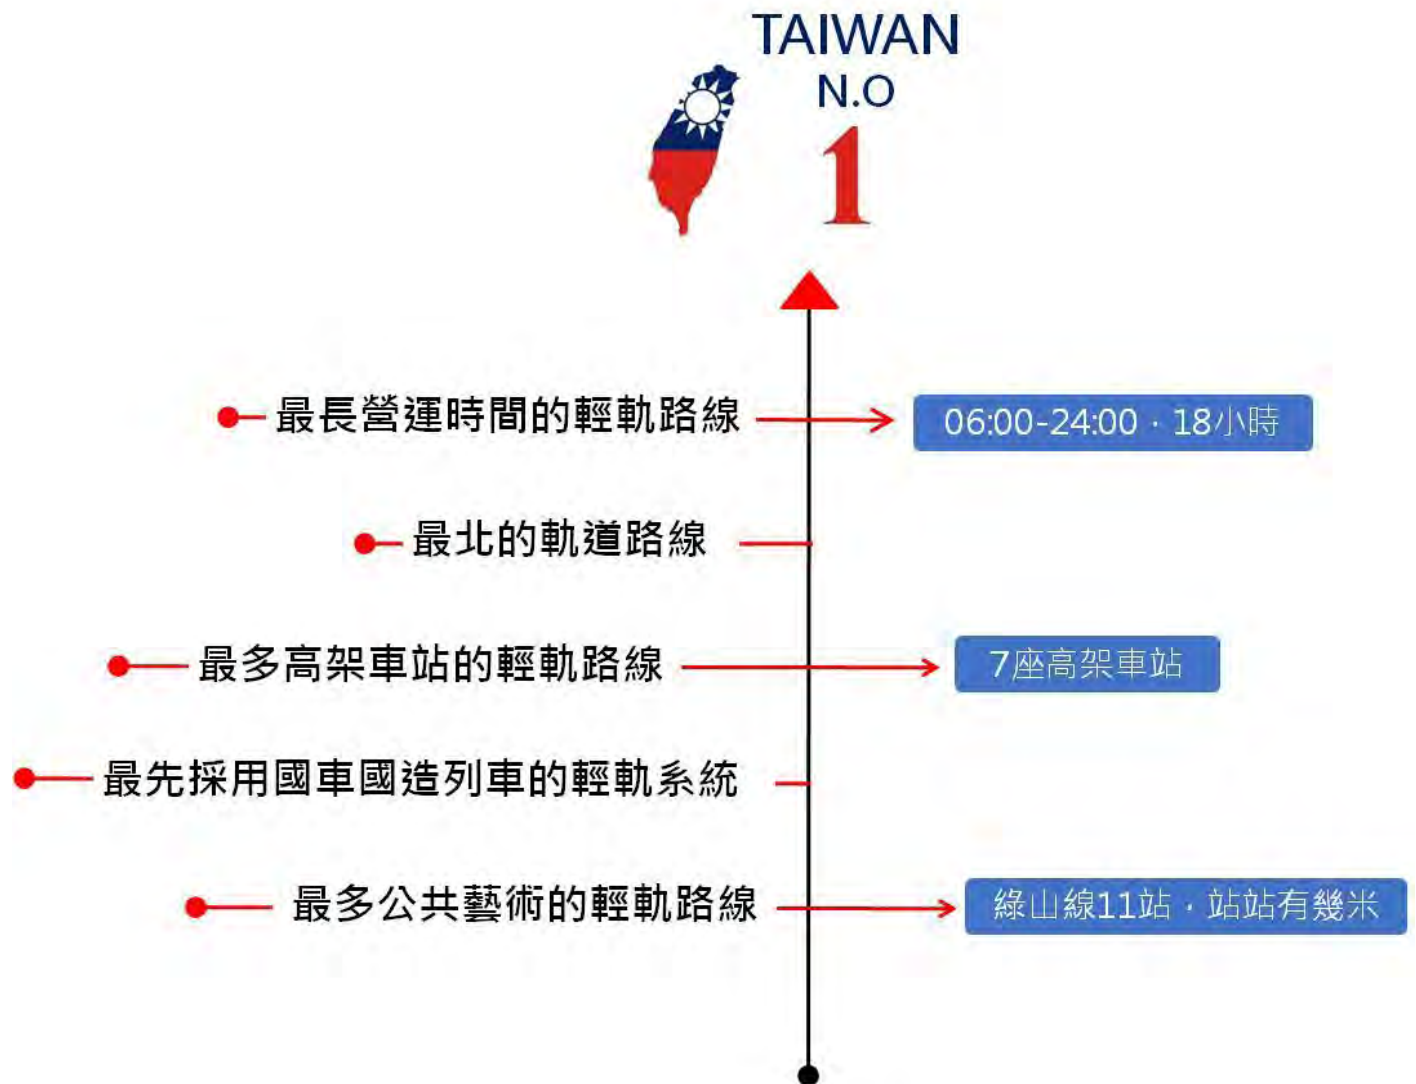 TAIWAN
N.O
1
最長營運時間的輕軌路線
06:00-24:00，18小時
最北的軌道路線
最多高架車站的輕軌路線
7座高架車站
最先採用國車國造列車的輕軌系統
最多公共藝術的輕軌路線
綠山線11站，站站有幾米